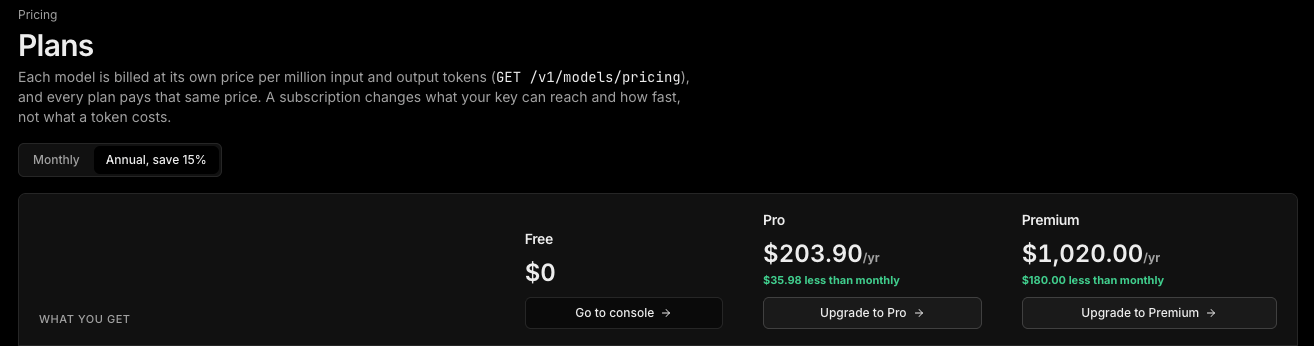 Pricing
Plans
Each model is billed at its own price per million input and output tokens (GET /v1/models/pricing),
and every plan pays that same price. A subscription changes what your key can reach and how fast,
not what a token costs.
Monthly
Annual, save 15%
Free
$0
Go to console →
Pro
$203.90/yr
$35.98 less than monthly
Upgrade to Pro →
Premium
$1,020.00/yr
$180.00 less than monthly
Upgrade to Premium →
WHAT YOU GET